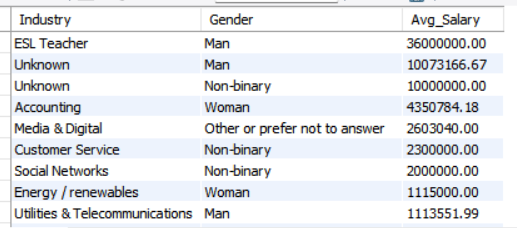 Industry Gender Avg_Salary
ESL Teacher Man 36000000.00
Unknown Man 10073166.67
Unknown Non-binary 10000000.00
Accounting Woman 4350784.18
Media & Digital Other or prefer not to answer 2603040.00
Customer Service Non-binary 2300000.00
Social Networks Non-binary 2000000.00
Energy / renewables Woman 1115000.00
Utilities & Telecommunications Man 1113551.99